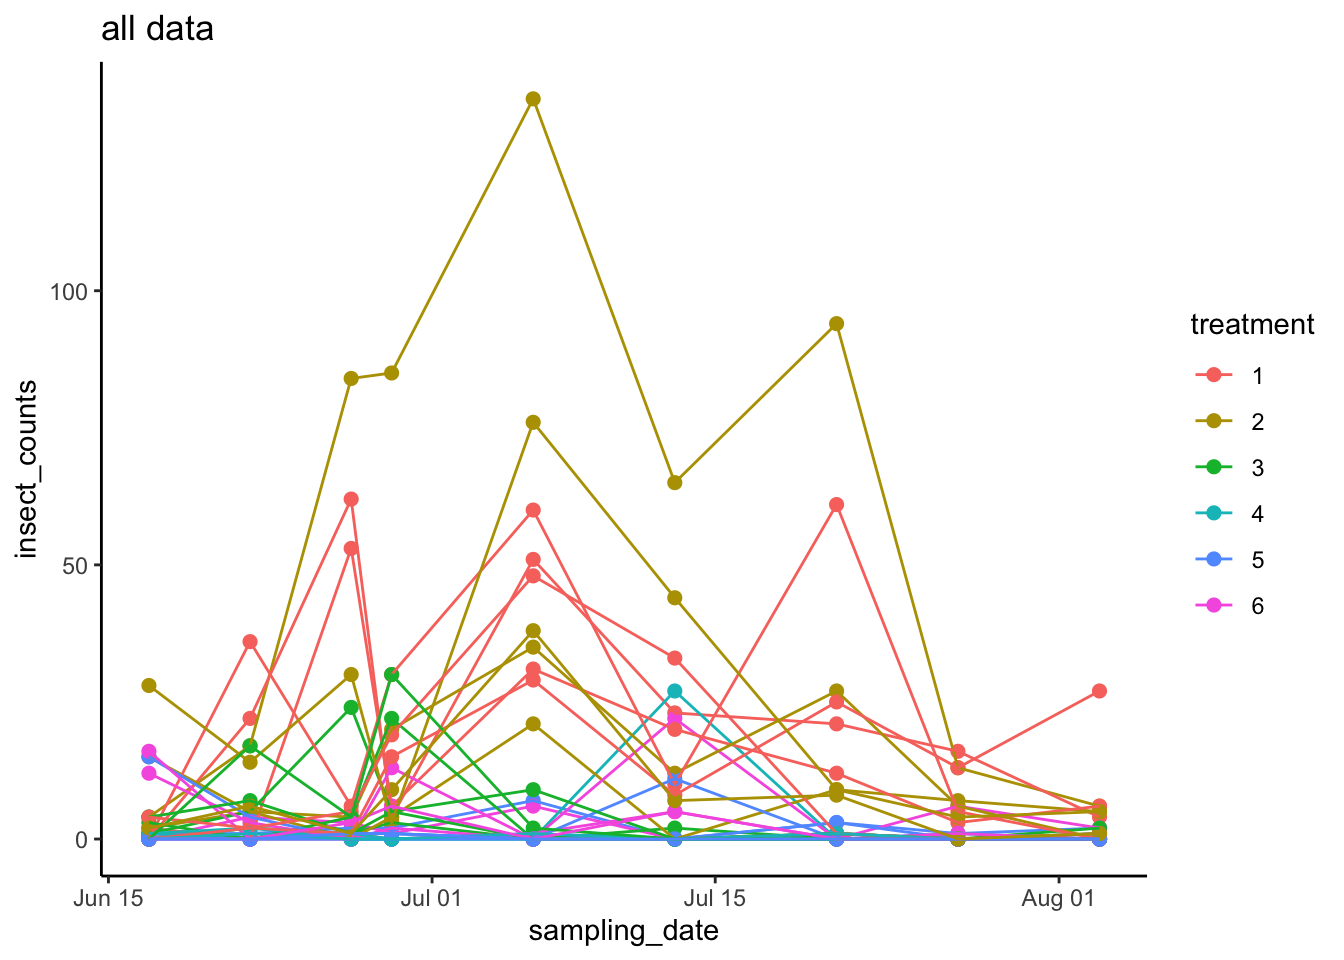 all data
100
50
0
insect_counts
Jun 15
Jul 01
Jul 15
Aug 01
sampling_date
treatment
1
2
3
4
5
6